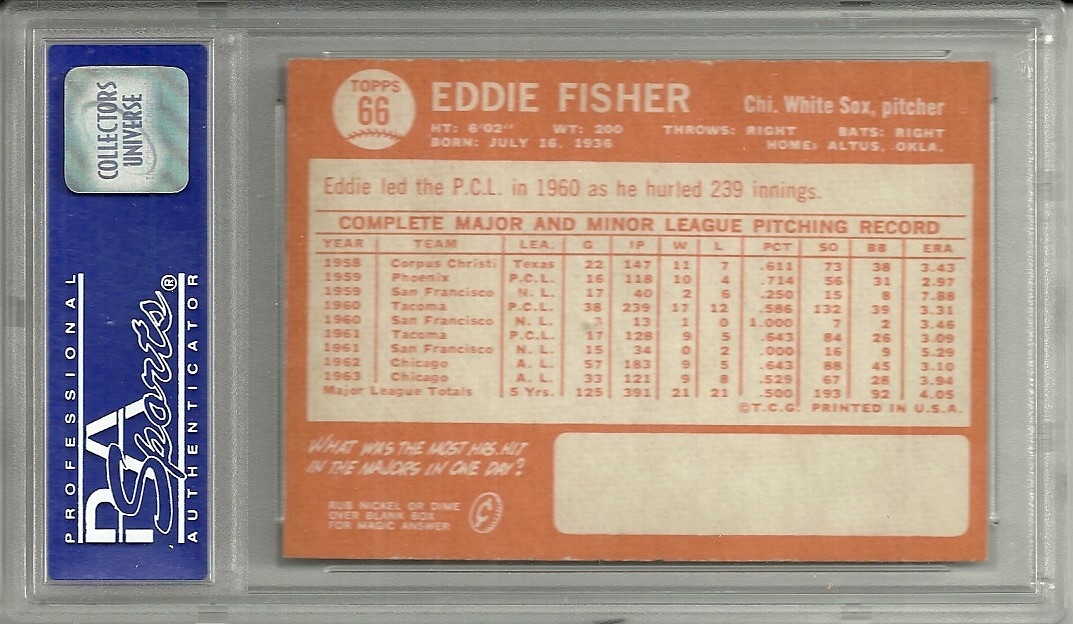 COLLECTORS
UNIVERSE
PROFESSIONAL
PSA
Sports®
AUTHENTICATOR
TOPPS
66
EDDIE FISHER
Chi. White Sox, pitcher
HT: 6'02" WT: 200 THROWS: RIGHT BATS: RIGHT
BORN: JULY 16, 1936 HOME: ALTUS, OKLA.
Eddie led the P.C.L. in 1960 as he hurled 239 innings.
COMPLETE MAJOR AND MINOR LEAGUE PITCHING RECORD
YEAR TEAM LEA. G IP W L PCT SO BB ERA
1958 Corpus Christi Texas 22 147 11 7 .611 73 38 3.43
1959 Phoenix P.C.L. 16 118 10 4 .714 56 31 2.97
1959 San Francisco N. L. 17 40 2 6 .250 15 8 7.88
1960 Tacoma P.C.L. 38 239 17 12 .586 132 39 3.31
1960 San Francisco N. L. 3 13 1 0 1.000 7 2 3.46
1961 Tacoma P.C.L. 17 128 9 5 .643 84 26 3.09
1961 San Francisco N. L. 15 34 0 2 .000 16 9 5.29
1962 Chicago A. L. 57 183 9 5 .643 88 45 3.10
1963 Chicago A. L. 33 121 9 8 .529 67 28 3.94
Major League Totals 5 Yrs. 125 391 21 21 .500 193 92 4.05
©T.C.G. PRINTED IN U.S.A.
WHAT WAS THE MOST HRS. HIT
IN THE MAJORS IN ONE DAY?
RUB NICKEL OR DIME
OVER BLANK BOX
FOR MAGIC ANSWER
¢